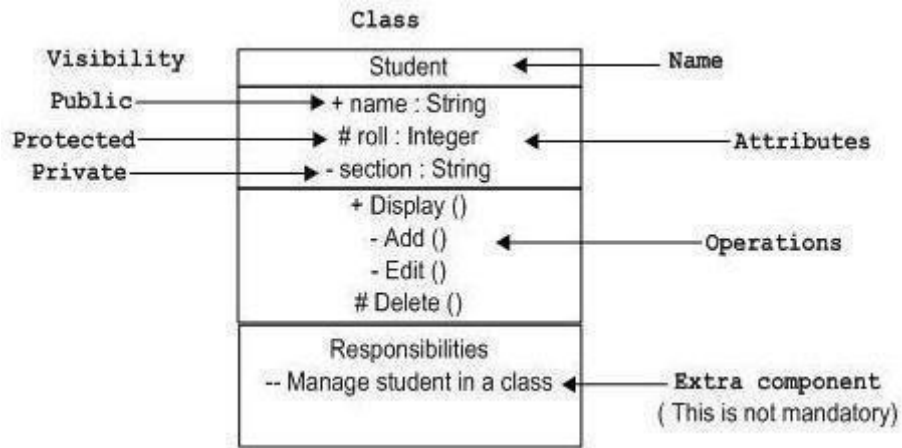 Class
Visibility
Student
Name
Public
+ name : String
Protected
# roll : Integer
Attributes
Private
- section : String
+ Display ()
- Add ()
Operations
- Edit ()
# Delete ()
Responsibilities
-- Manage student in a class
Extra component
( This is not mandatory)